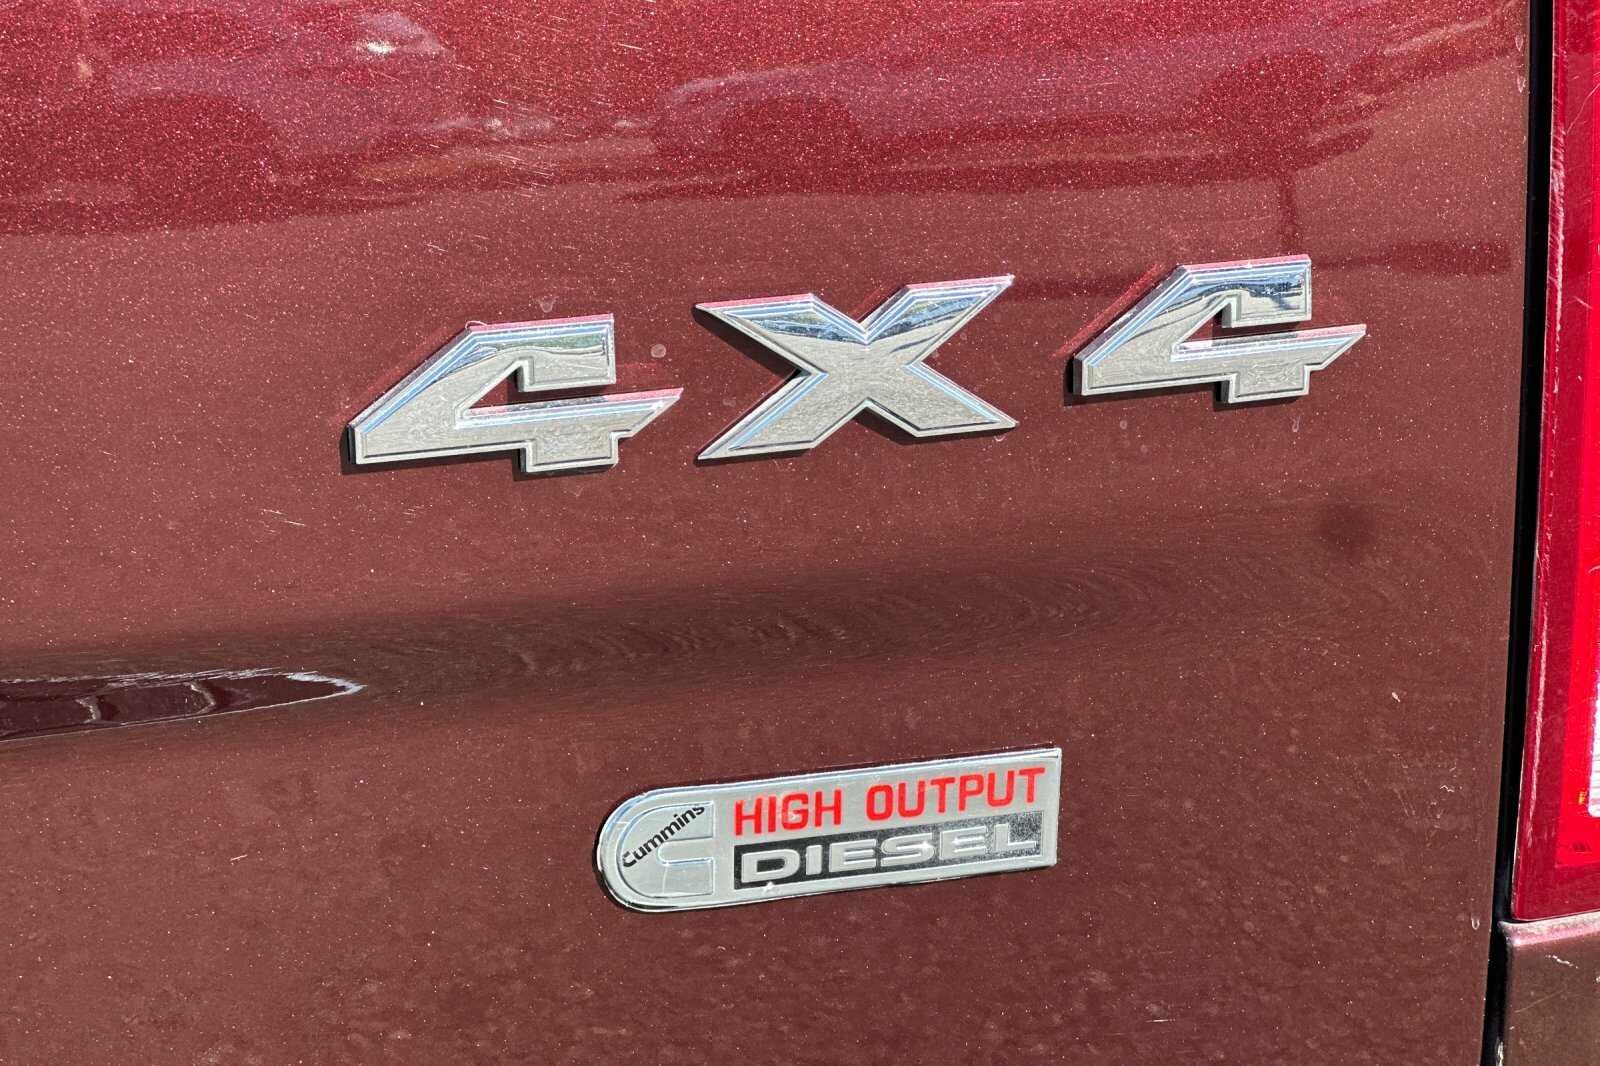 4X4
HIGH OUTPUT
Cummins
DIESEL